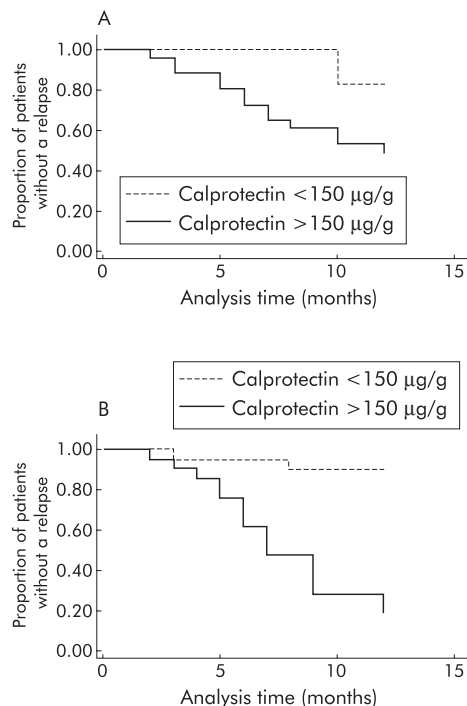 A
1.00
0.80
0.60
0.40
0.20
0.00
Proportion of patients
without a relapse
Calprotectin <150 μg/g
Calprotectin >150 μg/g
0
5
10
15
Analysis time (months)
Calprotectin <150 μg/g
Calprotectin >150 μg/g
B
1.00
0.80
0.60
0.40
0.20
0.00
Proportion of patients
without a relapse
0
5
10
15
Analysis time (months)